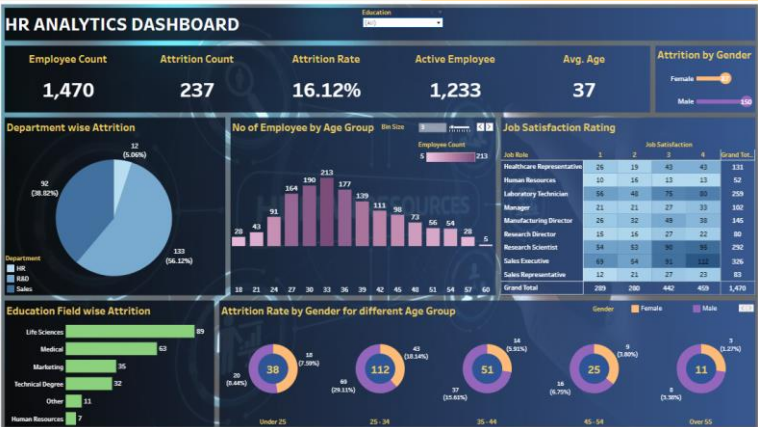 HR ANALYTICS DASHBOARD
Education
(All)
Employee Count
1,470
Attrition Count
237
Attrition Rate
16.12%
Active Employee
1,233
Avg. Age
37
Attrition by Gender
Female
Male 150
Department wise Attrition
12
(5.06%)
92
(38.82%)
133
(56.12%)
Department
HR
R&D
Sales
No of Employee by Age Group
Bin Size
3
Employee Count
5 213
28 43 91 164 190 213 177 139 111 98 73 56 54 28 5
18 21 24 27 30 33 36 39 42 45 48 51 54 57 60
Job Satisfaction Rating
Job Satisfaction
Job Role 1 2 3 4 Grand Tot..
Healthcare Representative 26 19 43 43 131
Human Resources 10 16 13 13 52
Laboratory Technician 56 48 75 80 259
Manager 21 21 27 33 102
Manufacturing Director 26 32 49 38 145
Research Director 15 16 27 22 80
Research Scientist 54 53 90 95 292
Sales Executive 69 54 91 112 326
Sales Representative 12 21 27 23 83
Grand Total 289 280 442 459 1,470
Education Field wise Attrition
Life Sciences 89
Medical 63
Marketing 35
Technical Degree 32
Other 11
Human Resources 7
Attrition Rate by Gender for different Age Group
Gender
Female
Male
38
20
(8.44%)
18
(7.59%)
Under 25
112
69
(29.11%)
43
(18.14%)
25 - 34
51
37
(15.61%)
14
(5.91%)
35 - 44
25
16
(6.75%)
9
(3.80%)
45 - 54
11
8
(3.38%)
3
(1.27%)
Over 55